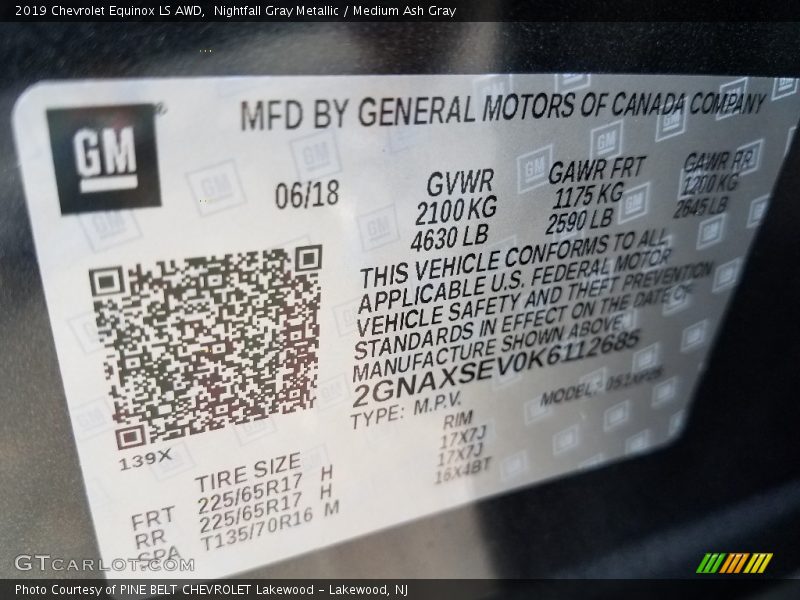 2019 Chevrolet Equinox LS AWD, Nightfall Gray Metallic / Medium Ash Gray
GM
MFD BY GENERAL MOTORS OF CANADA COMPANY
06/18
GVWR GAWR FRT GAWR RR
2100 KG 1175 KG 1200 KG
4630 LB 2590 LB 2645 LB
THIS VEHICLE CONFORMS TO ALL
APPLICABLE U.S. FEDERAL MOTOR
VEHICLE SAFETY AND THEFT PREVENTION
STANDARDS IN EFFECT ON THE DATE OF
MANUFACTURE SHOWN ABOVE
2GNAXSEV0K6112685
TYPE: M.P.V. MODEL:
139X
TIRE SIZE RIM
FRT 225/65R17 H 17X7J
RR 225/65R17 H 17X7J
SPA T135/70R16 M 16X4BT
GTCARLOT.COM
Photo Courtesy of PINE BELT CHEVROLET Lakewood - Lakewood, NJ